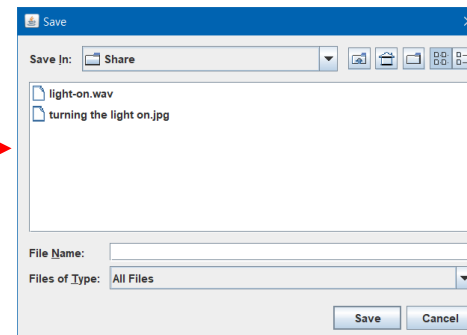 Save
Save In: Share
light-on.wav
turning the light on.jpg
File Name:
Files of Type: All Files
Save Cancel